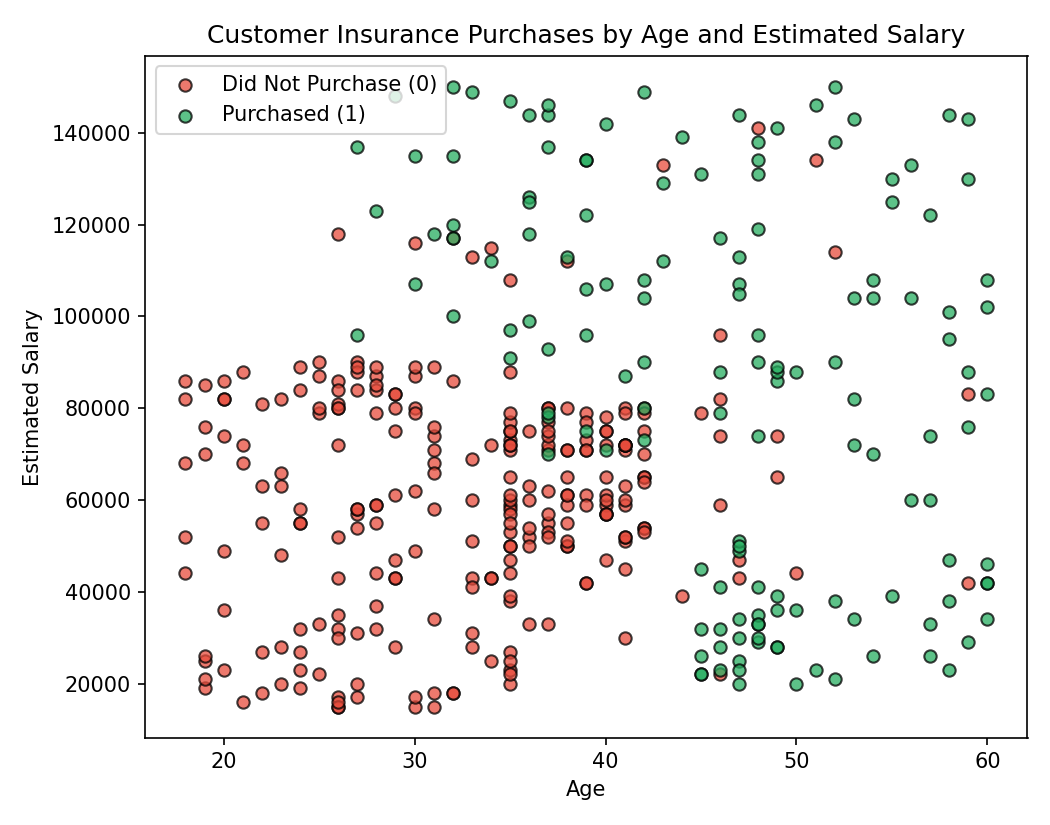 Customer Insurance Purchases by Age and Estimated Salary
Did Not Purchase (0)
Purchased (1)
140000
120000
100000
80000
60000
40000
20000
Estimated Salary
20 30 40 50 60
Age